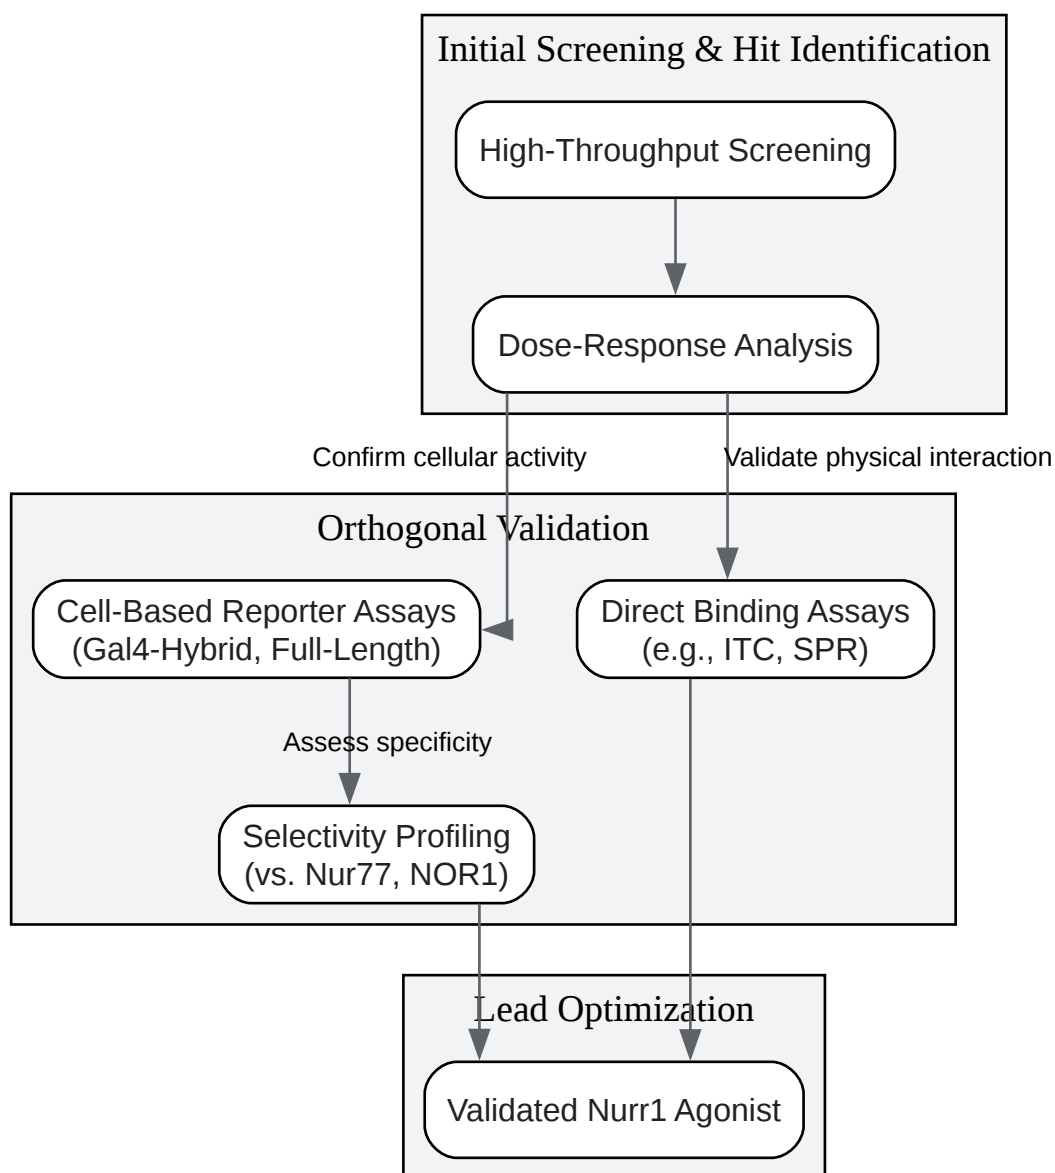 Initial Screening & Hit Identification
High-Throughput Screening
Dose-Response Analysis
Confirm cellular activity
Validate physical interaction
Orthogonal Validation
Cell-Based Reporter Assays
(Gal4-Hybrid, Full-Length)
Direct Binding Assays
(e.g., ITC, SPR)
Assess specificity
Selectivity Profiling
(vs. Nur77, NOR1)
Lead Optimization
Validated Nurr1 Agonist